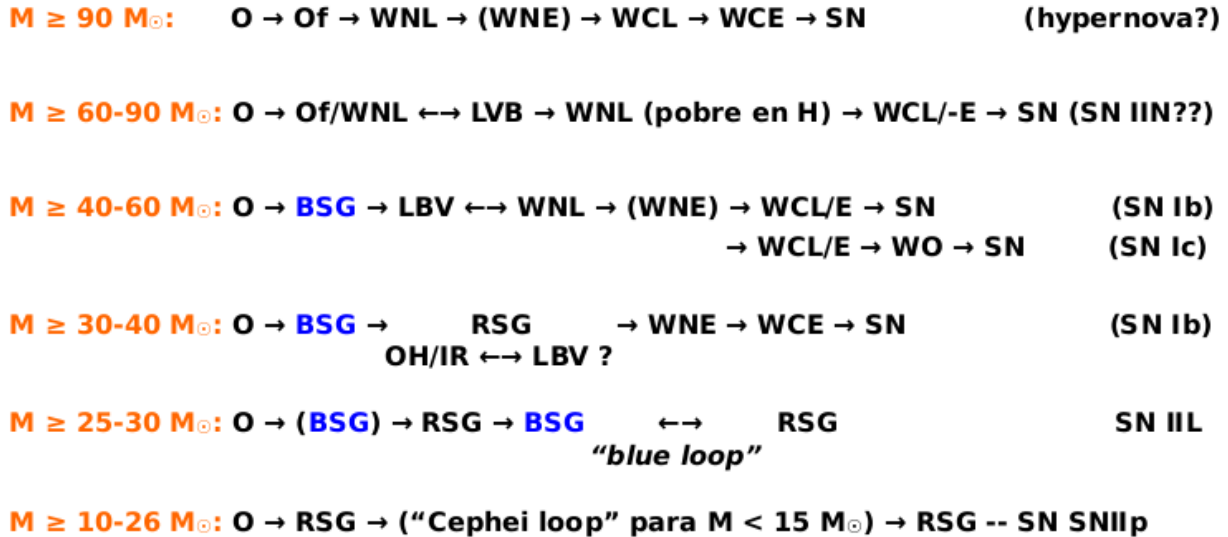 M ≥ 90 M☉: O → Of → WNL → (WNE) → WCL → WCE → SN (hypernova?)
M ≥ 60-90 M☉: O → Of/WNL ←→ LVB → WNL (pobre en H) → WCL/-E → SN (SN IIN??)
M ≥ 40-60 M☉: O → BSG → LBV ←→ WNL → (WNE) → WCL/E → SN (SN Ib)
→ WCL/E → WO → SN (SN Ic)
M ≥ 30-40 M☉: O → BSG → RSG → WNE → WCE → SN (SN Ib)
OH/IR ←→ LBV ?
M ≥ 25-30 M☉: O → (BSG) → RSG → BSG ←→ RSG SN IIL
“blue loop”
M ≥ 10-26 M☉: O → RSG → (“Cephei loop” para M < 15 M☉) → RSG -- SN SNIIp